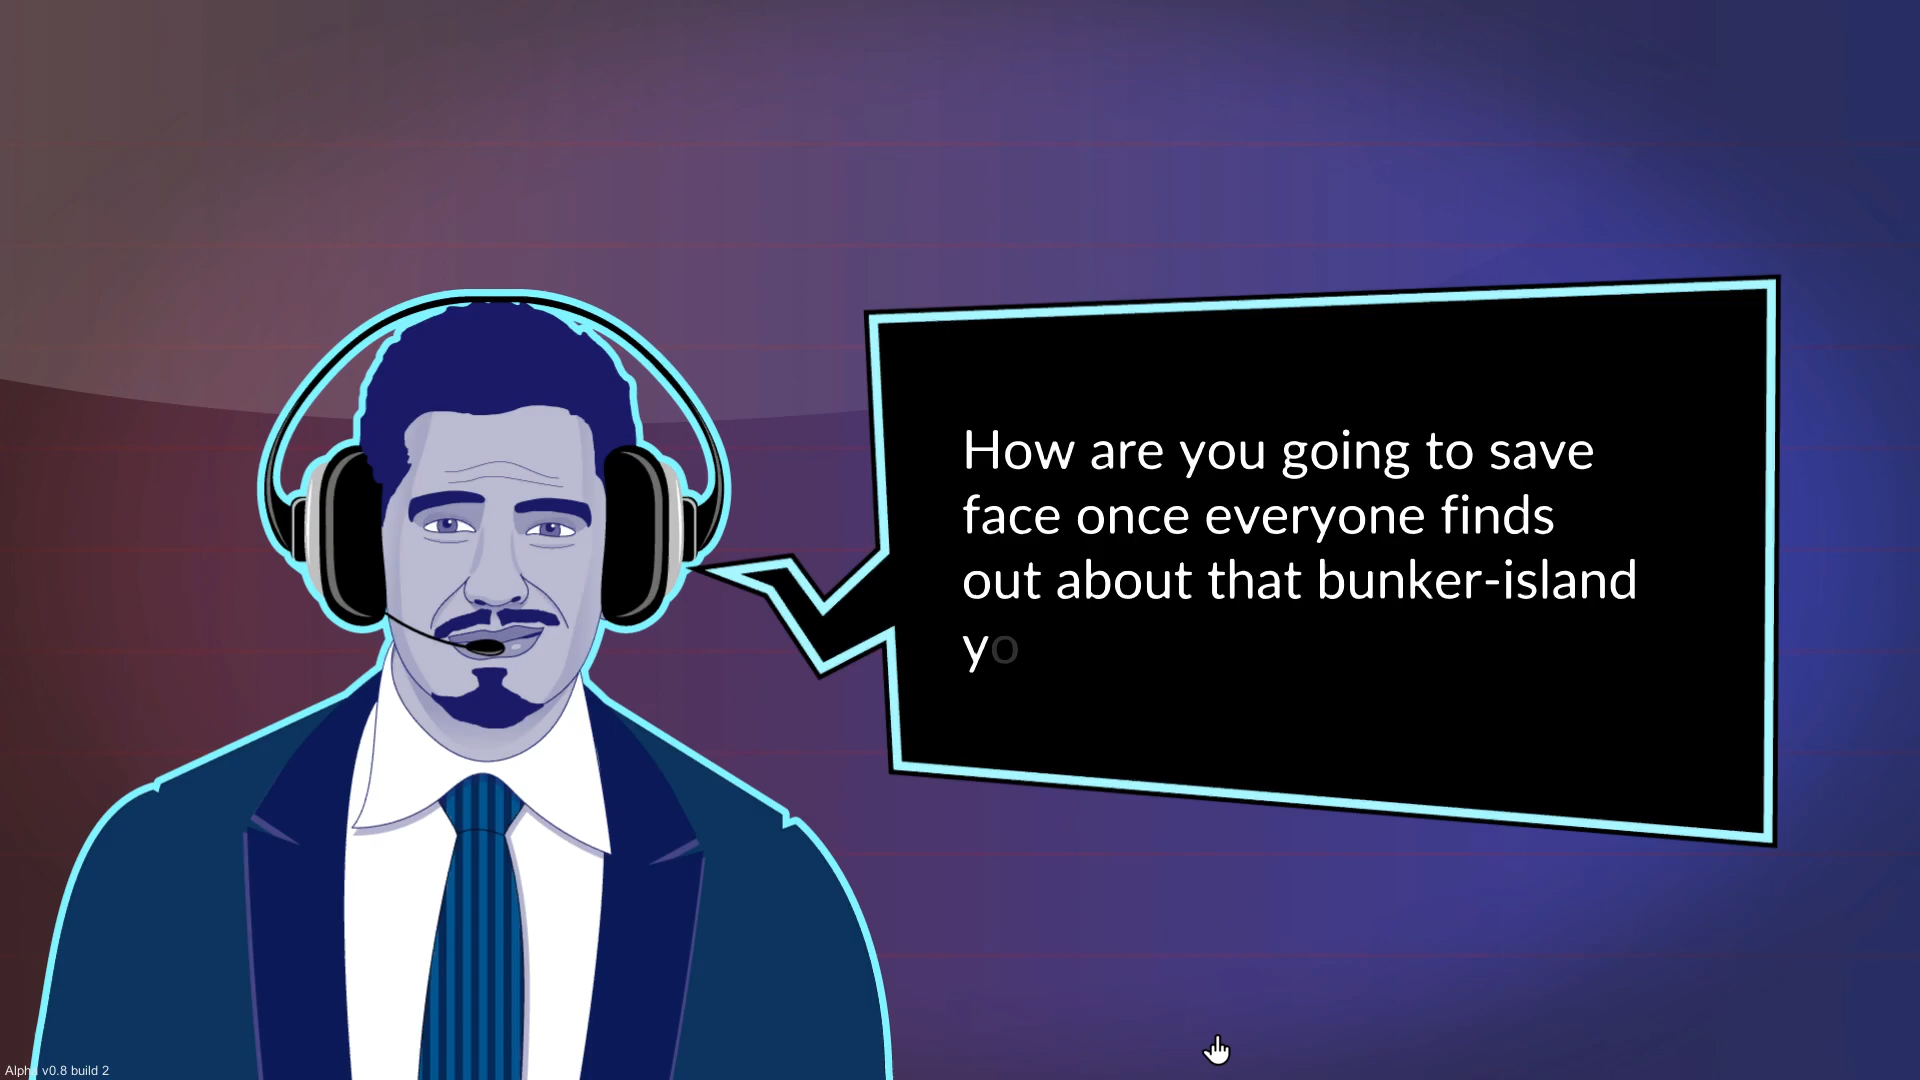 How are you going to save
face once everyone finds
out about that bunker-island
yo
Alpha v0.8 build 2